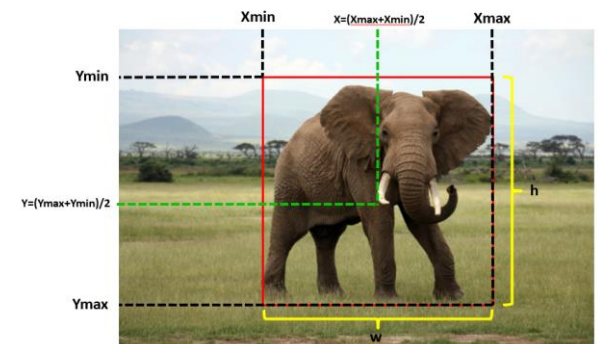 Xmin
X=(Xmax+Xmin)/2
Xmax
Ymin
Y=(Ymax+Ymin)/2
h
Ymax
w